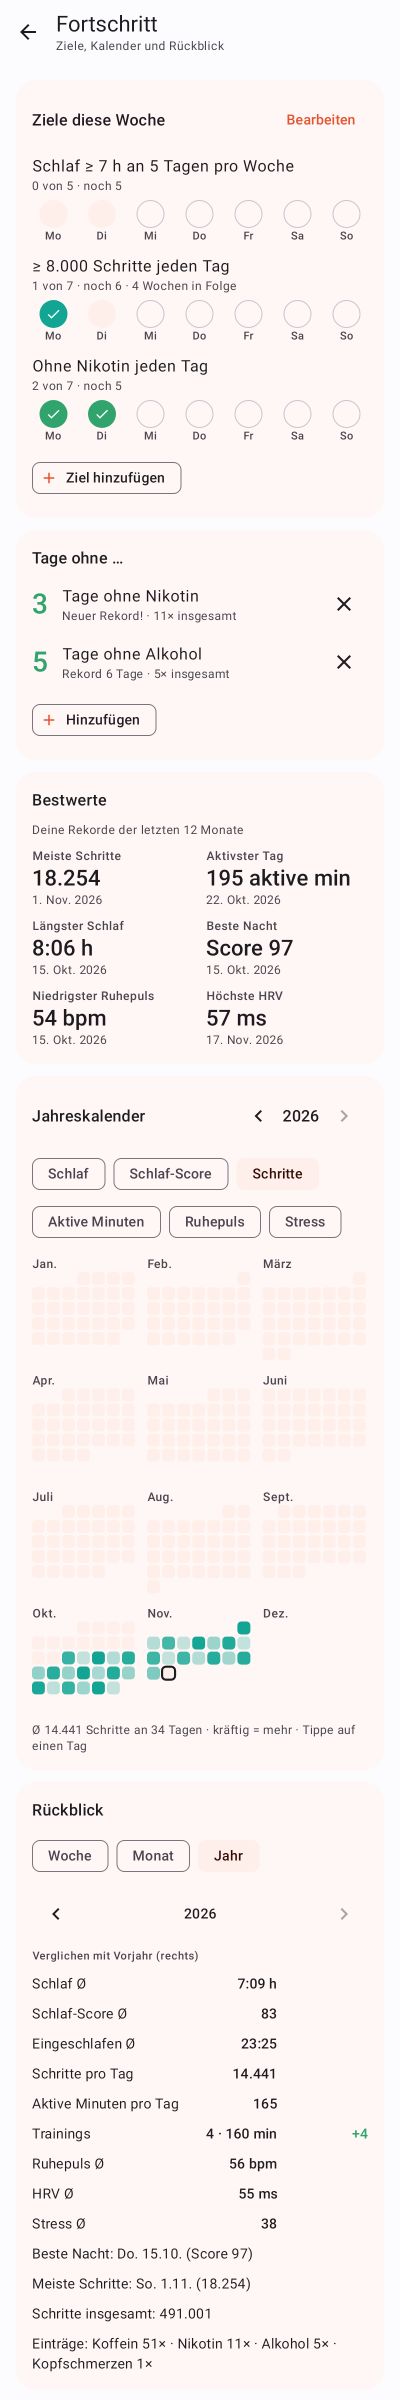 Fortschritt
Ziele, Kalender und Rückblick
Ziele diese Woche
Bearbeiten
Schlaf ≥ 7 h an 5 Tagen pro Woche
0 von 5 · noch 5
Mo Di Mi Do Fr Sa So
≥ 8.000 Schritte jeden Tag
1 von 7 · noch 6 · 4 Wochen in Folge
Mo Di Mi Do Fr Sa So
Ohne Nikotin jeden Tag
2 von 7 · noch 5
Mo Di Mi Do Fr Sa So
+ Ziel hinzufügen
Tage ohne …
3 Tage ohne Nikotin
Neuer Rekord! · 11× insgesamt
5 Tage ohne Alkohol
Rekord 6 Tage · 5× insgesamt
+ Hinzufügen
Bestwerte
Deine Rekorde der letzten 12 Monate
Meiste Schritte Aktivster Tag
18.254 195 aktive min
1. Nov. 2026 22. Okt. 2026
Längster Schlaf Beste Nacht
8:06 h Score 97
15. Okt. 2026 15. Okt. 2026
Niedrigster Ruhepuls Höchste HRV
54 bpm 57 ms
15. Okt. 2026 17. Nov. 2026
Jahreskalender 2026
Schlaf Schlaf-Score Schritte
Aktive Minuten Ruhepuls Stress
Jan. Feb. März
Apr. Mai Juni
Juli Aug. Sept.
Okt. Nov. Dez.
Ø 14.441 Schritte an 34 Tagen · kräftig = mehr · Tippe auf
einen Tag
Rückblick
Woche Monat Jahr
2026
Verglichen mit Vorjahr (rechts)
Schlaf Ø 7:09 h
Schlaf-Score Ø 83
Eingeschlafen Ø 23:25
Schritte pro Tag 14.441
Aktive Minuten pro Tag 165
Trainings 4 · 160 min +4
Ruhepuls Ø 56 bpm
HRV Ø 55 ms
Stress Ø 38
Beste Nacht: Do. 15.10. (Score 97)
Meiste Schritte: So. 1.11. (18.254)
Schritte insgesamt: 491.001
Einträge: Koffein 51× · Nikotin 11× · Alkohol 5× ·
Kopfschmerzen 1×